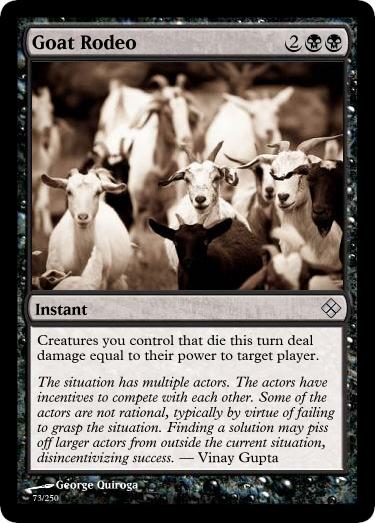 Goat Rodeo 2
Instant
Creatures you control that die this turn deal
damage equal to their power to target player.
The situation has multiple actors. The actors have
incentives to compete with each other. Some of the
actors are not rational, typically by virtue of failing
to grasp the situation. Finding a solution may piss
off larger actors from outside the current situation,
disincentivizing success. — Vinay Gupta
George Quiroga
73/250